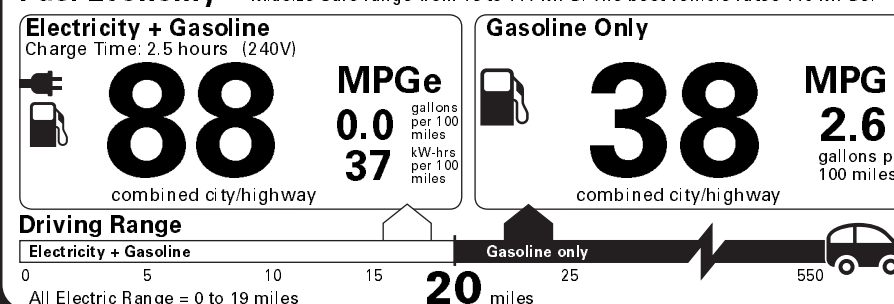 Electricity + Gasoline
Charge Time: 2.5 hours (240V)
88
MPGe
0.0 gallons per 100 miles
37 kW-hrs per 100 miles
combined city/highway
Gasoline Only
38
MPG
2.6
gallons p
100 miles
combined city/highway
Driving Range
Electricity + Gasoline
Gasoline only
0 5 10 15 20 miles 25 550
All Electric Range = 0 to 19 miles